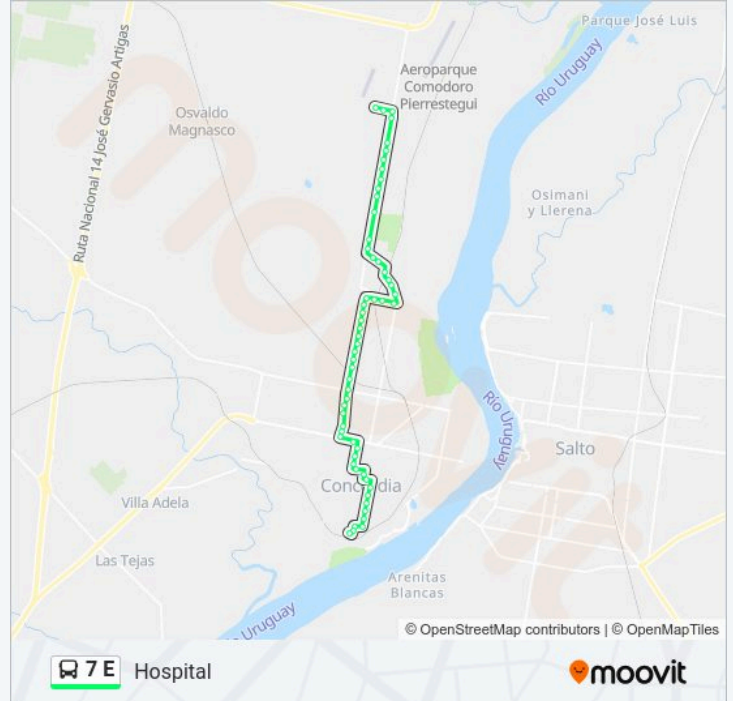 Parque José Luis
Río Uruguay
Aeroparque
Comodoro
Pierrestegui
Ruta Nacional 14 José Gervasio Artigas
Osvaldo
Magnasco
Osimani
y Llerena
Río Uruguay
Salto
Concordia
Villa Adela
Las Tejas
Arenitas
Blancas
Uruguay
© OpenStreetMap contributors | © OpenMapTiles
7 E Hospital
moovit
moovit